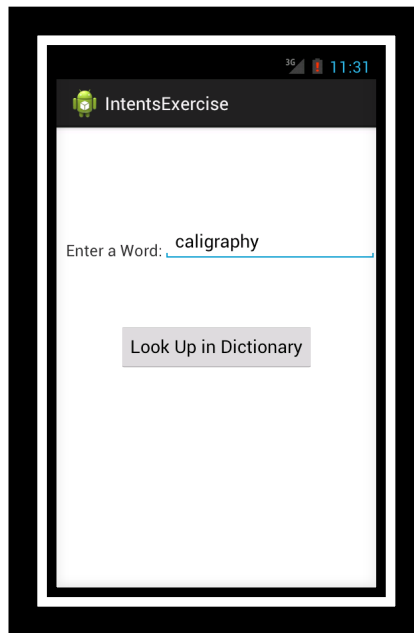 3G 11:31
IntentsExercise
Enter a Word: caligraphy
Look Up in Dictionary